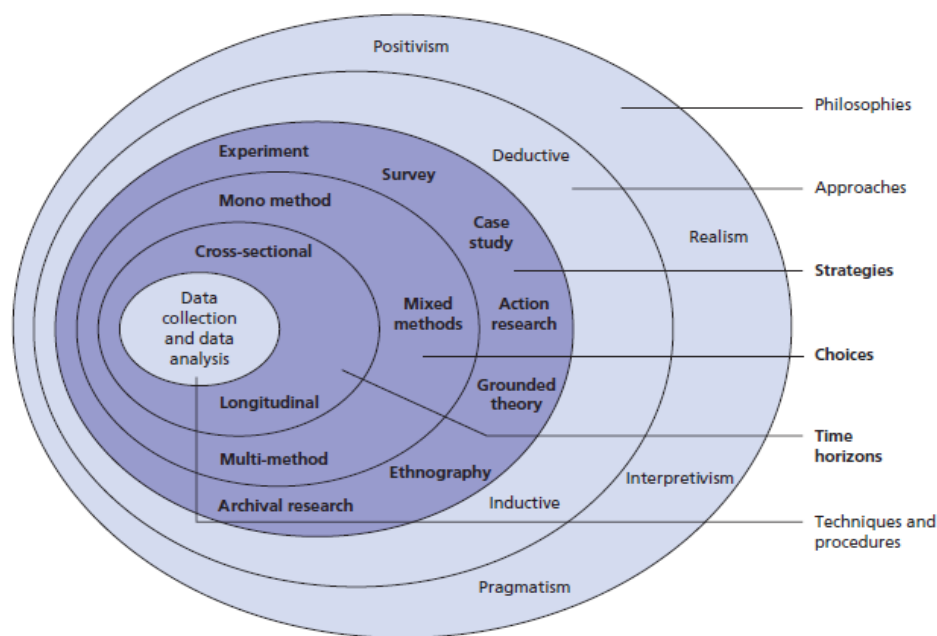 Positivism
Philosophies
Experiment
Deductive
Survey
Approaches
Mono method
Case
study
Realism
Cross-sectional
Strategies
Data
collection
and data
analysis
Mixed
methods
Action
research
Choices
Longitudinal
Grounded
theory
Time
horizons
Multi-method
Ethnography
Interpretivism
Archival research
Inductive
Techniques and
procedures
Pragmatism